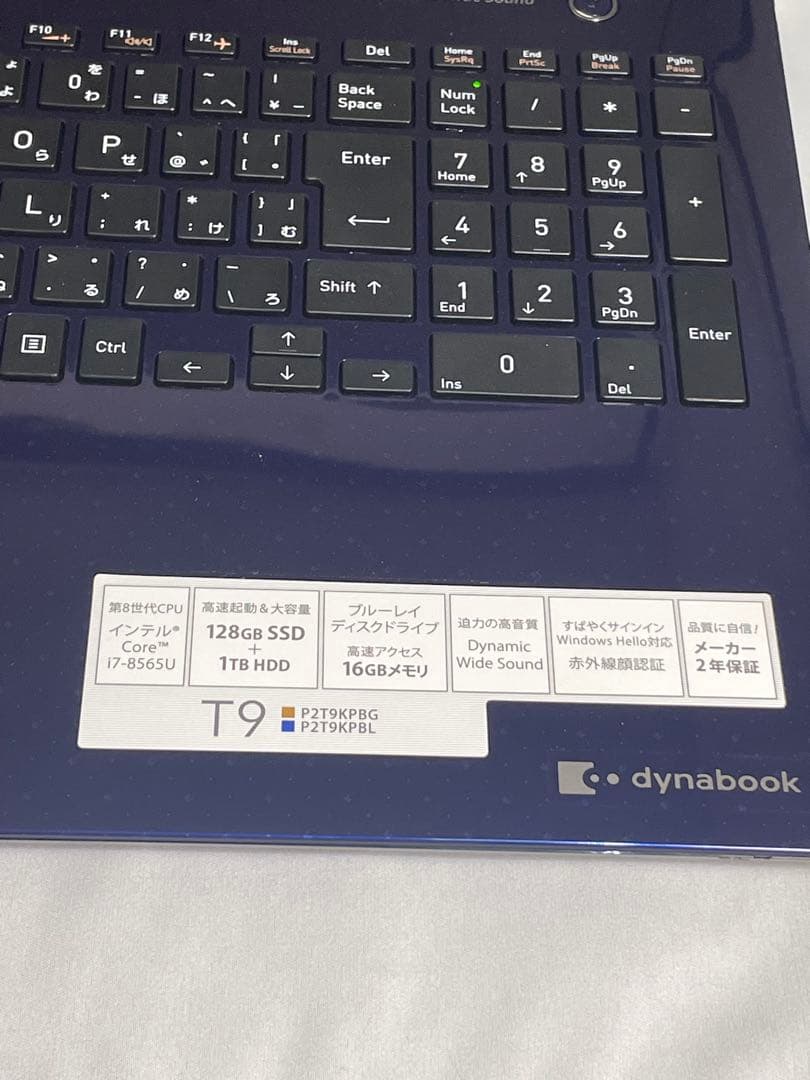 F10 F11 F12 Ins Scroll Lock Del Home SysRq End PrtSc PgUp Break PgDn Pause
0 を わ = - ほ ~ ^ へ | ¥ _ Back Space Num Lock / * -
O ら P せ ` @ ゛ { 「 [ ゜ Enter 7 Home 8 ↑ 9 PgUp +
L り + ; れ * : け } 」 ] む ← 4 ← 5 6 →
> 。 . る ? ・ / め _ \ ろ Shift ↑ 1 End 2 ↓ 3 PgDn Enter
Ctrl ← ↑ ↓ → 0 Ins . Del
第8世代CPU
インテル®
Core™
i7-8565U
高速起動&大容量
128GB SSD
+
1TB HDD
ブルーレイ
ディスクドライブ
高速アクセス
16GBメモリ
迫力の高音質
Dynamic
Wide Sound
すばやくサインイン
Windows Hello対応
赤外線顔認証
品質に自信!
メーカー
2年保証
T9
P2T9KPBG
P2T9KPBL
dynabook